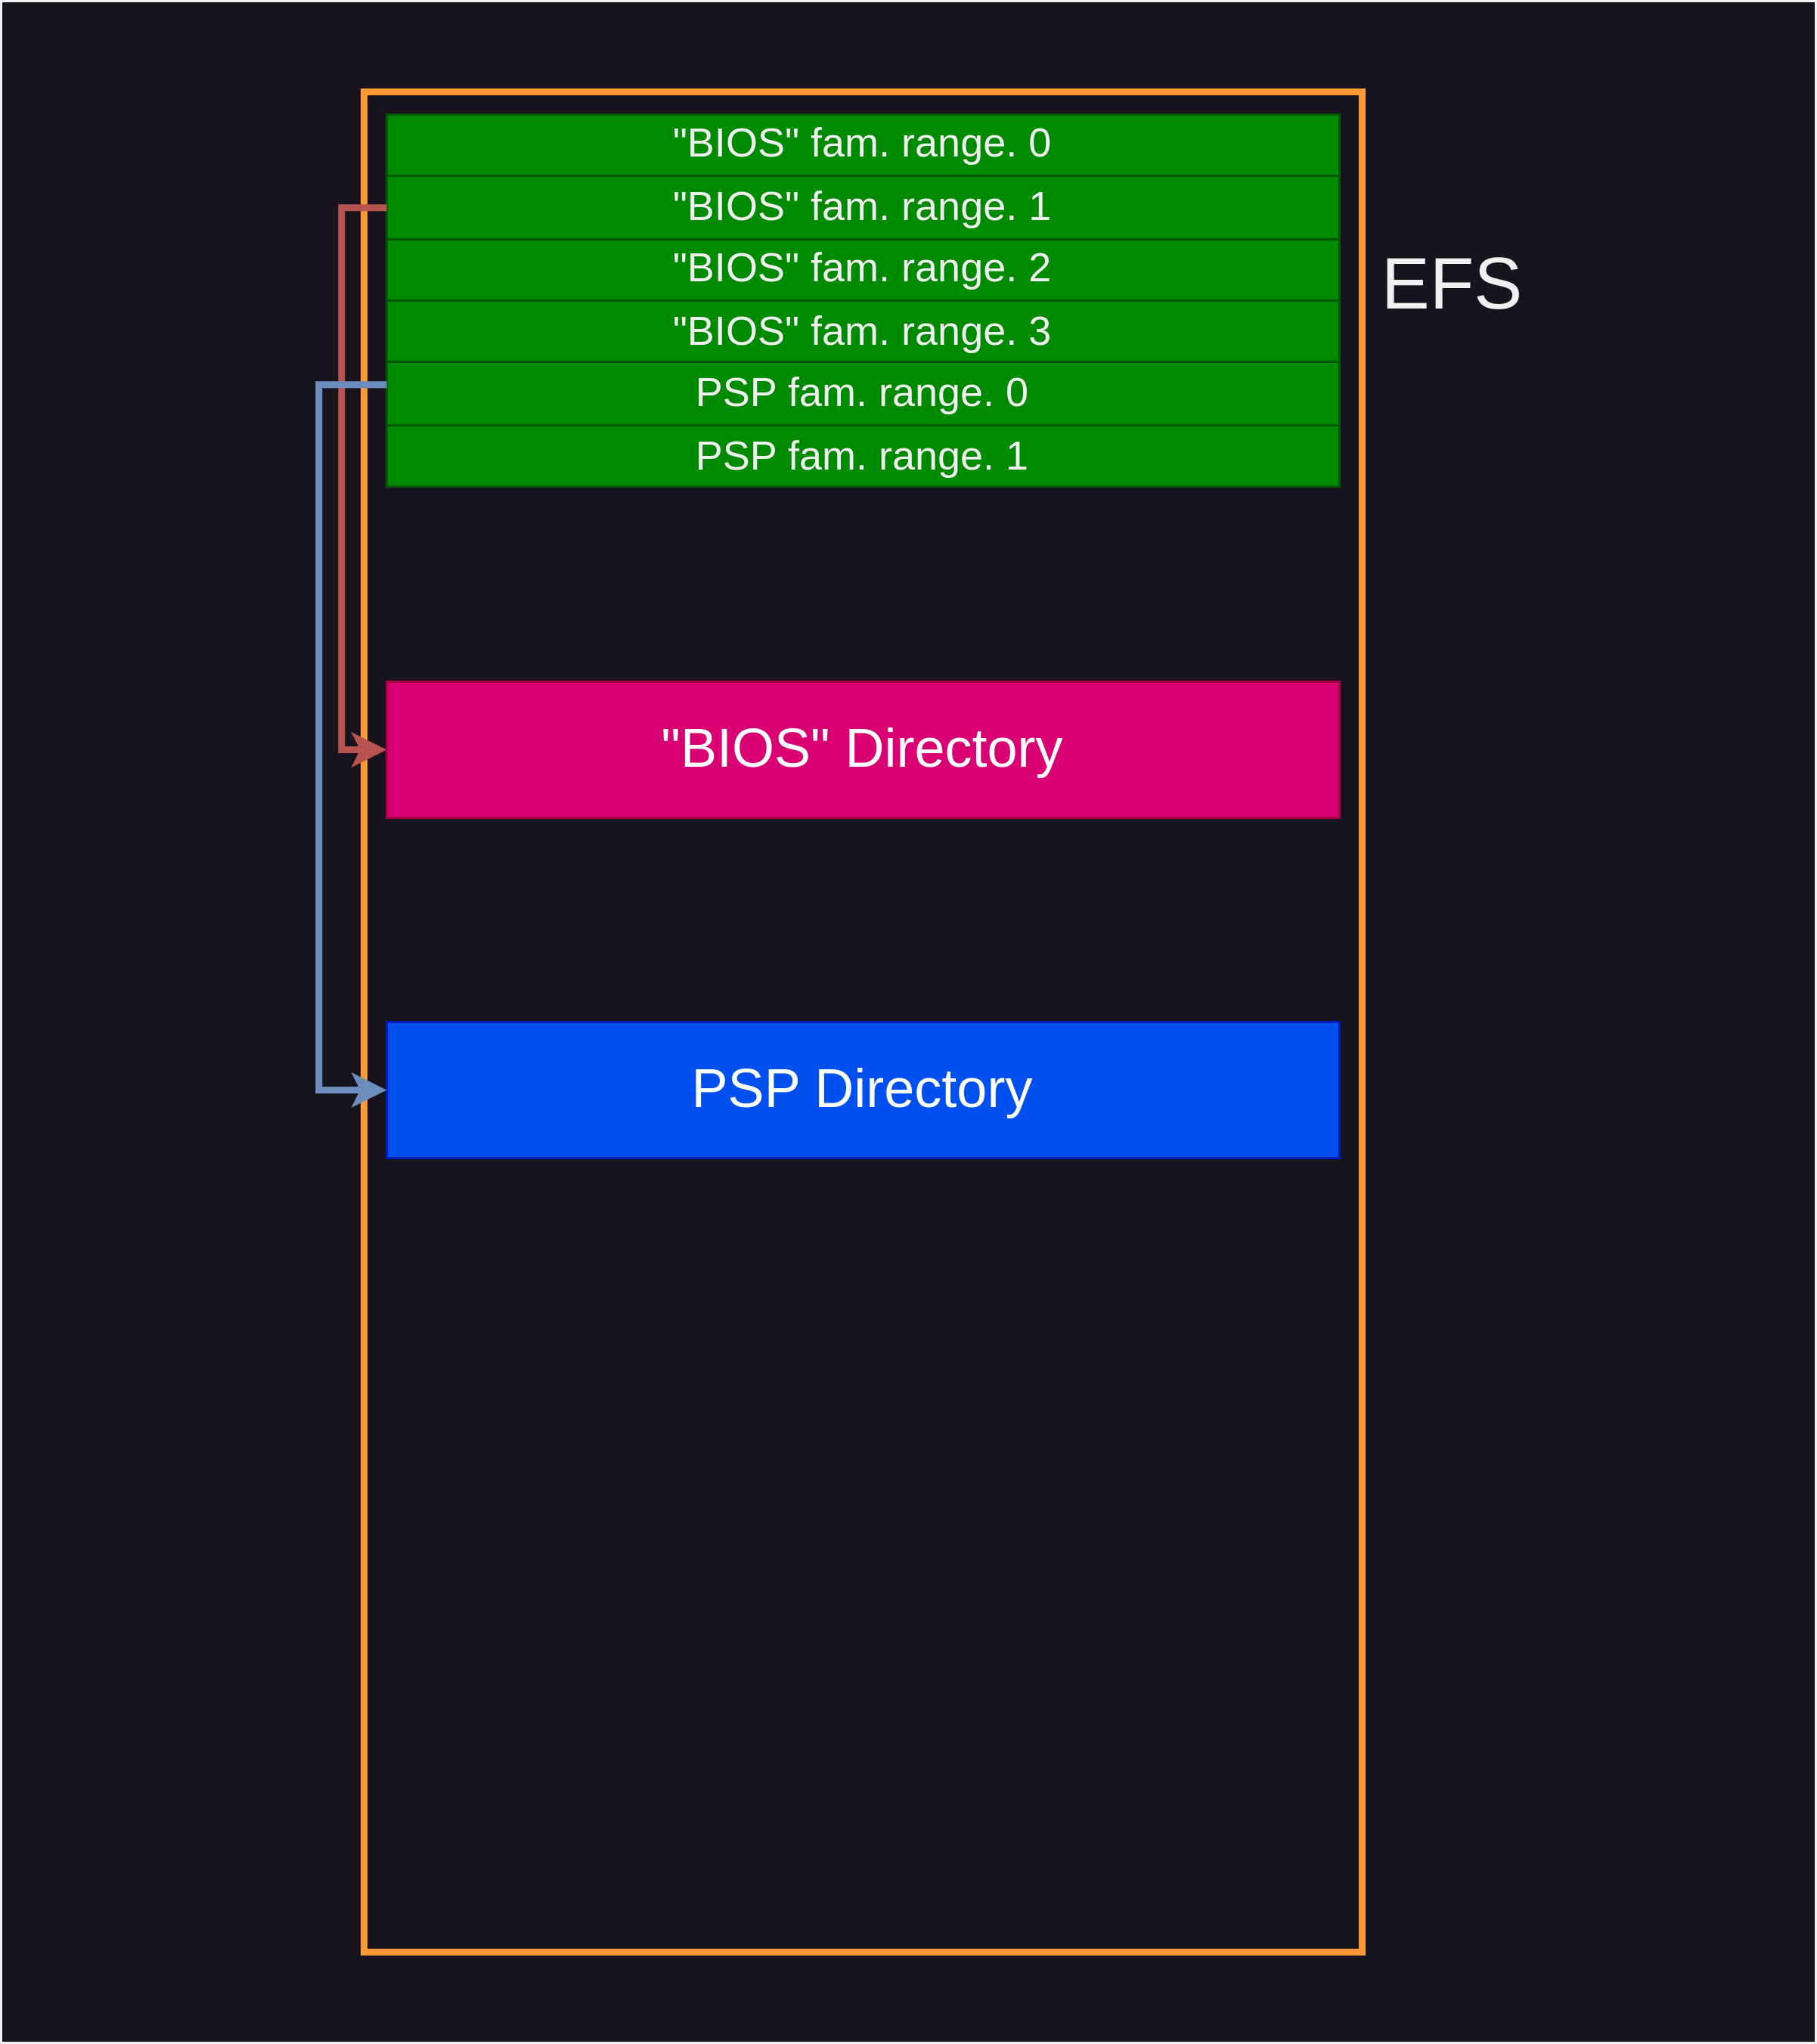 "BIOS" fam. range. 0
"BIOS" fam. range. 1
"BIOS" fam. range. 2
"BIOS" fam. range. 3
PSP fam. range. 0
PSP fam. range. 1
EFS
"BIOS" Directory
PSP Directory